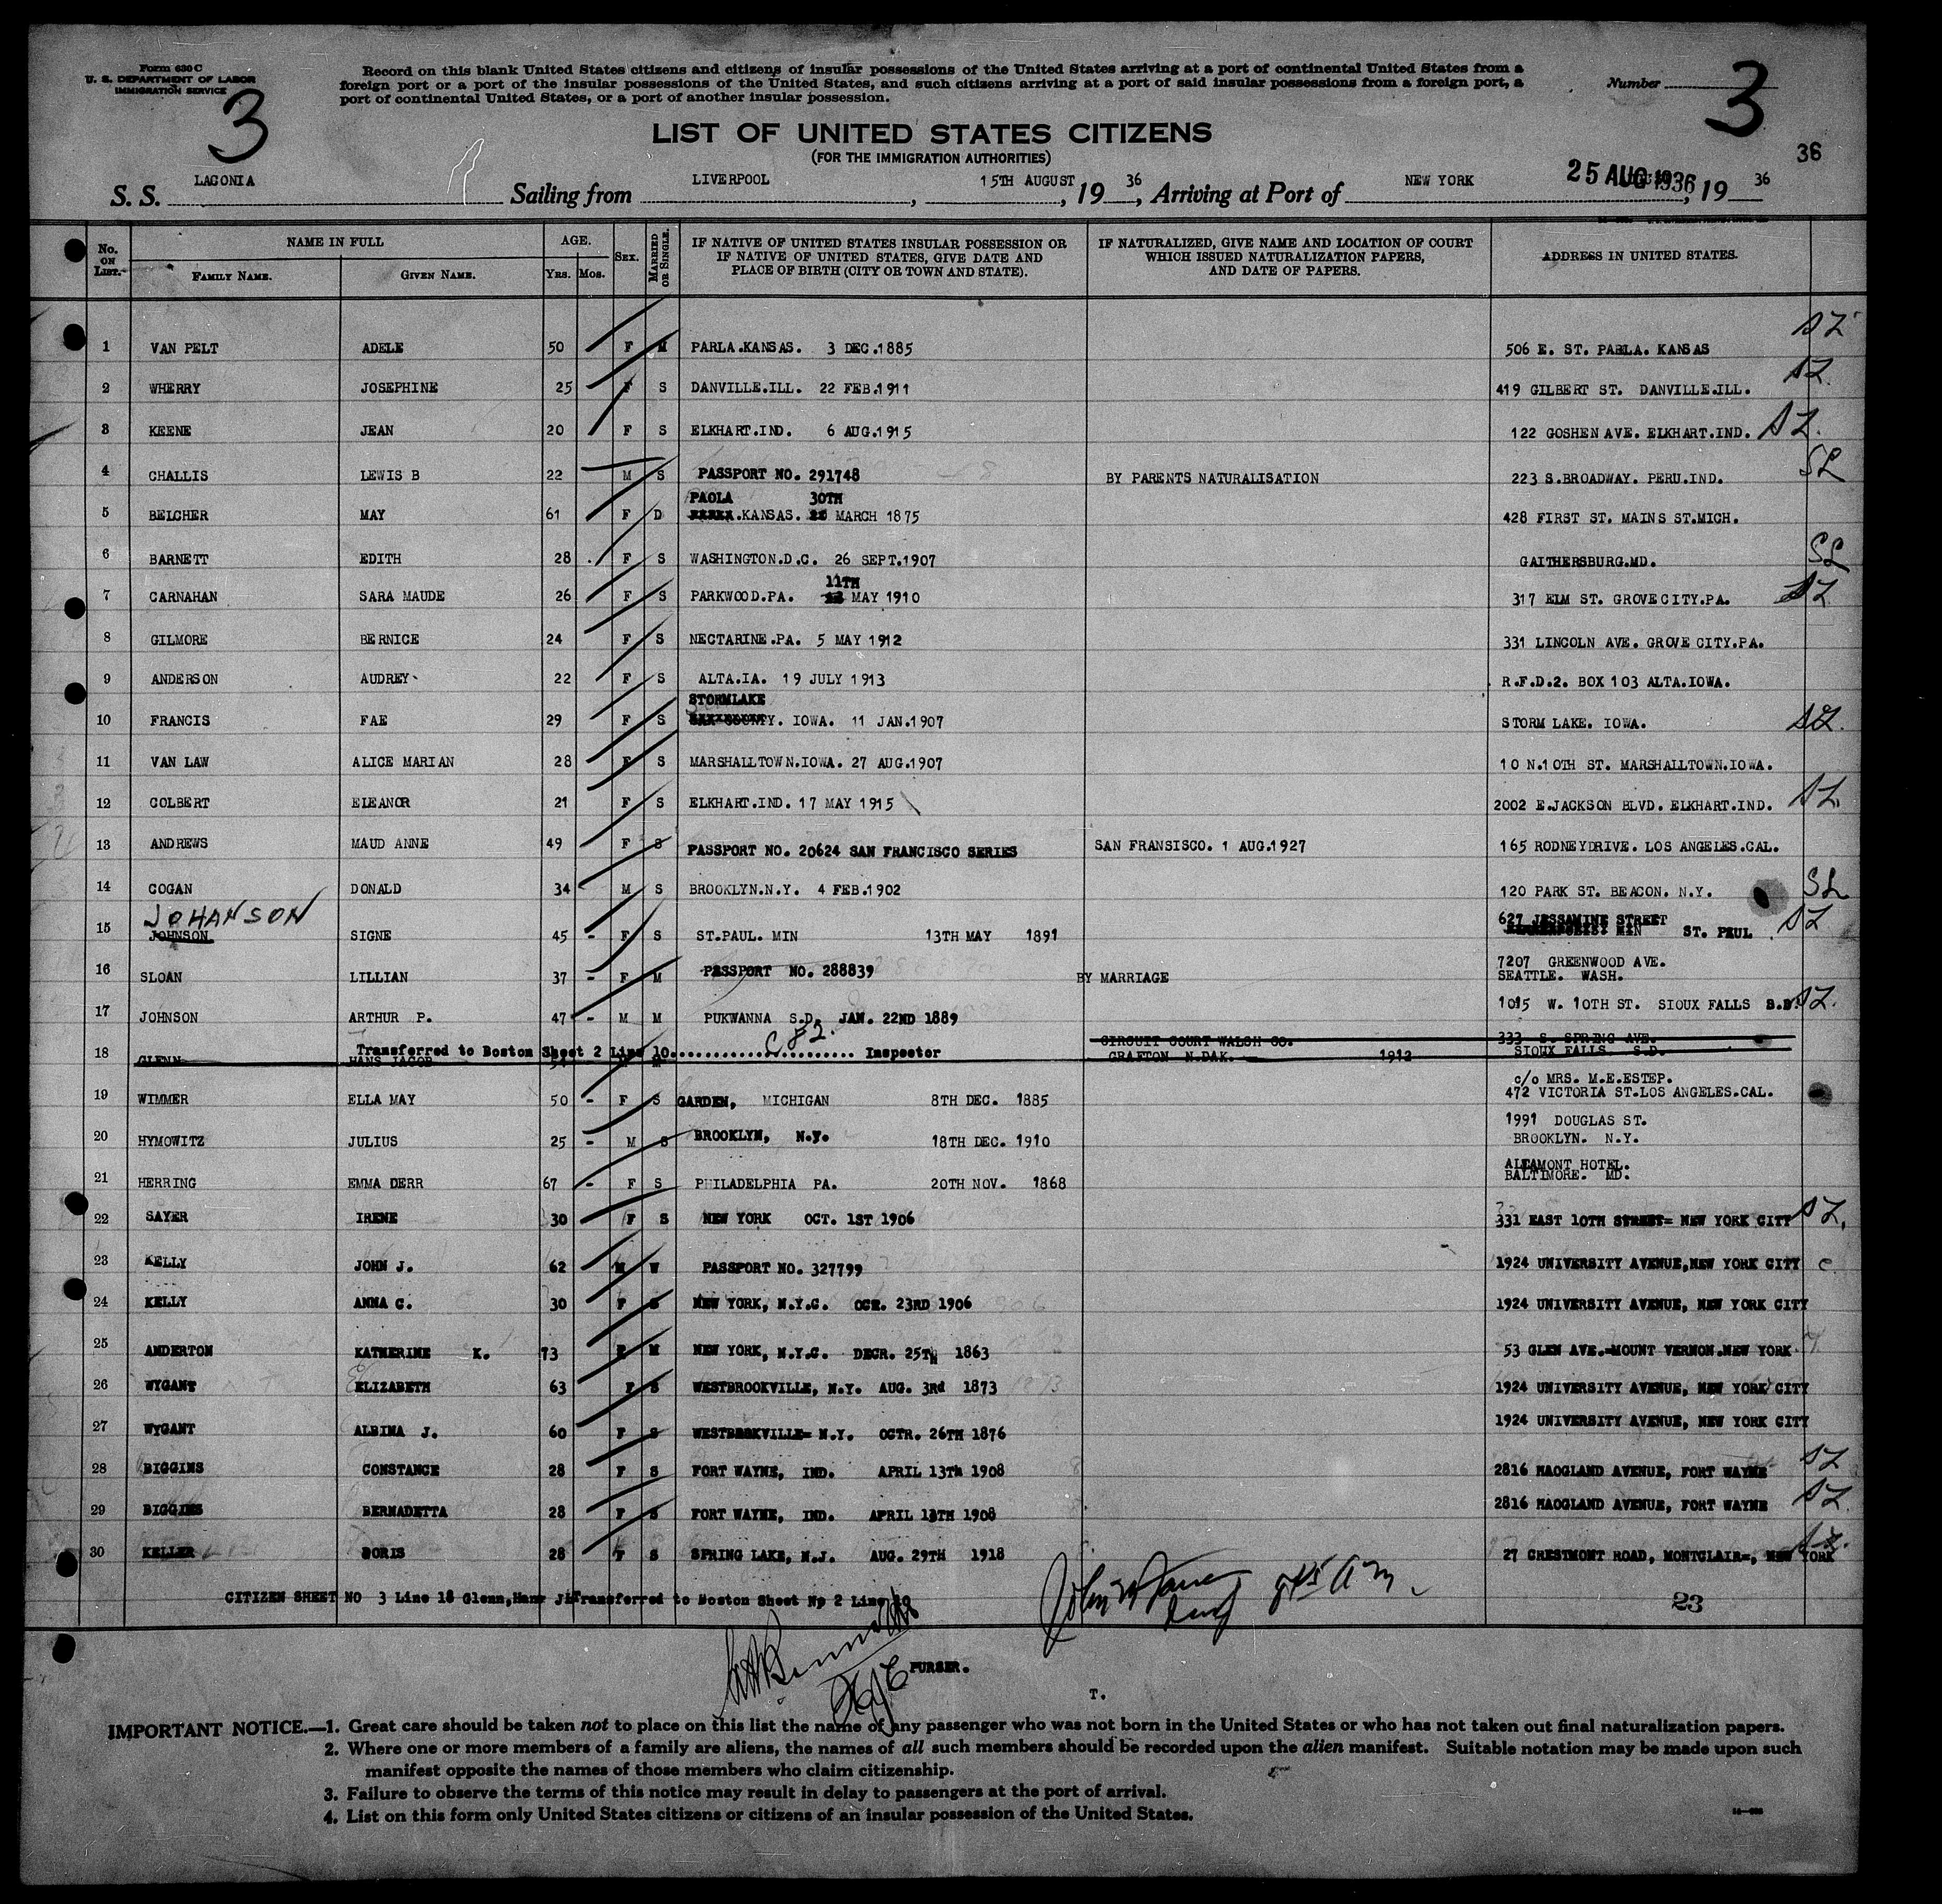 Form 630 C
U. S. DEPARTMENT OF LABOR
IMMIGRATION SERVICE
3
Record on this blank United States citizens and citizens of insular possessions of the United States arriving at a port of continental United States from a
foreign port or a port of the insular possessions of the United States, and such citizens arriving at a port of said insular possessions from a foreign port, a
port of continental United States, or a port of another insular possession.
Number
3
36
LIST OF UNITED STATES CITIZENS
(FOR THE IMMIGRATION AUTHORITIES)
S. S. LACONIA Sailing from LIVERPOOL, 15TH AUGUST, 19 36, Arriving at Port of NEW YORK 25 AUG 1936, 19 36
No. ON LIST. NAME IN FULL AGE. SEX. MARRIED OR SINGLE. IF NATIVE OF UNITED STATES INSULAR POSSESSION OR IF NATIVE OF UNITED STATES, GIVE DATE AND PLACE OF BIRTH (CITY OR TOWN AND STATE). IF NATURALIZED, GIVE NAME AND LOCATION OF COURT WHICH ISSUED NATURALIZATION PAPERS, AND DATE OF PAPERS. ADDRESS IN UNITED STATES.
FAMILY NAME. GIVEN NAME. YRS. MOS.
1 VAN PELT ADELE 50 F M PARLA.KANSAS. 3 DEC.1885 506 E. ST. PARLA. KANSAS
2 WHERRY JOSEPHINE 25 F S DANVILLE.ILL. 22 FEB.1911 419 GILBERT ST. DANVILLE.ILL.
3 KEENE JEAN 20 F S ELKHART.IND. 6 AUG.1915 122 GOSHEN AVE. ELKHART.IND.
4 CHALLIS LEWIS B 22 M S PASSPORT NO. 291748 BY PARENTS NATURALISATION 223 S.BROADWAY. PERU.IND. SL
PAOLA 30TH
5 BELCHER MAY 61 F D .KANSAS. MARCH 1875 428 FIRST ST. MAINS ST.MICH.
6 BARNETT EDITH 28 F S WASHINGTON.D.C. 26 SEPT.1907 GAITHERSBURG.MD. SL
11TH
7 CARNAHAN SARA MAUDE 26 F S PARKWOOD.PA. MAY 1910 317 ELM ST. GROVECITY.PA.
8 GILMORE BERNICE 24 F S NECTARINE.PA. 5 MAY 1912 331 LINCOLN AVE. GROVE CITY.PA.
9 ANDERSON AUDREY 22 F S ALTA.IA. 19 JULY 1913 R.F.D.2. BOX 103 ALTA.IOWA.
STORMLAKE
10 FRANCIS FAE 29 F S SAC COUNTY. IOWA. 11 JAN.1907 STORM LAKE. IOWA.
11 VAN LAW ALICE MARIAN 28 F S MARSHALLTOWN.IOWA. 27 AUG.1907 10 N.10TH ST. MARSHALLTOWN.IOWA.
12 COLBERT ELEANOR 21 F S ELKHART.IND. 17 MAY 1915 2002 E.JACKSON BLVD. ELKHART.IND.
13 ANDREWS MAUD ANNE 49 F S PASSPORT NO. 20624 SAN FRANCISCO SERIES SAN FRANSISCO. 1 AUG.1927 165 RODNEYDRIVE. LOS ANGELES.CAL.
14 COGAN DONALD 34 M S BROOKLYN.N.Y. 4 FEB.1902 120 PARK ST. BEACON. N.Y. SL
JOHANSON 627 JESSAMINE STREET
15 JOHNSON SIGNE 45 - F S ST.PAUL. MIN 13TH MAY 1891 MIN ST. PAUL
16 SLOAN LILLIAN 37 - F M PASSPORT NO. 288839 BY MARRIAGE 7207 GREENWOOD AVE.
SEATTLE. WASH.
17 JOHNSON ARTHUR P. 47 - M M PUKWANNA S.D. JAN. 22ND 1889 1015 W. 10TH ST. SIOUX FALLS S.D.
Transferred to Boston Sheet 2 Line 10. Inspector CIRCUIT COURT WALSH CO. 333 S. SPRING AVE.
18 GLENN HANS JACOB 54 M GRAFTON N.DAK. 1912 SIOUX FALLS. S.D.
c/o MRS. M.E.ESTEP.
19 WIMMER ELLA MAY 50 - F S GARDEN, MICHIGAN 8TH DEC. 1885 472 VICTORIA ST.LOS ANGELES.CAL.
1991 DOUGLAS ST.
20 HYMOWITZ JULIUS 25 - M S BROOKLYN, N.Y. 18TH DEC. 1910 BROOKLYN. N.Y.
ALTAMONT HOTEL.
21 HERRING EMMA DERR 67 - F S PHILADELPHIA PA. 20TH NOV. 1868 BALTIMORE. MD.
22 SAYER IRENE 30 F S NEW YORK OCT. 1ST 1906 331 EAST 10TH STREET= NEW YORK CITY
23 KELLY JOHN J. 62 M W PASSPORT NO. 327799 1924 UNIVERSITY AVENUE,NEW YORK CITY
24 KELLY ANNA C. 30 F S NEW YORK, N.Y.C. OCR. 23RD 1906 1924 UNIVERSITY AVENUE, NEW YORK CITY
25 ANDERTON KATHERINE K. 73 F M NEW YORK, N.Y.C. DECR. 25Th 1863 53 GLEN AVE.=MOUNT VERNON.NEW YORK
26 WYGANT ELIZABETH 63 F S WESTBROOKVILLE, N.Y. AUG. 3Rd 1873 1924 UNIVERSITY AVENUE, NEW YORK CITY
27 WYGANT ALBINA J. 60 F S WESTBROKVILLE= N.Y. OCTR. 26TH 1876 1924 UNIVERSITY AVENUE, NEW YORK CITY
28 BIGGINS CONSTANCE 28 F S FORT WAYNE, IND. APRIL 13Th 1908 2816 HAOGLAND AVENUE, FORT WAYNE
29 BIGGINS BERNADETTA 28 F S FORT WAYNE, IND. APRIL 13TH 1908 2816 HAOGLAND AVENUE, FORT WAYNE
30 KELLER DORIS 28 F S SPRING LAKE, N.J. AUG. 29TH 1918 27 CRESTMONT ROAD, MONTCLAIR=, NEW YORK
CITIZEN SHEET NO 3 Line 18 Glenn,Hans J Transferred to Boston Sheet No 2 Line 10
23
PURSER.
T.
IMPORTANT NOTICE.—1. Great care should be taken not to place on this list the name of any passenger who was not born in the United States or who has not taken out final naturalization papers.
2. Where one or more members of a family are aliens, the names of all such members should be recorded upon the alien manifest. Suitable notation may be made upon such
manifest opposite the names of those members who claim citizenship.
3. Failure to observe the terms of this notice may result in delay to passengers at the port of arrival.
4. List on this form only United States citizens or citizens of an insular possession of the United States.